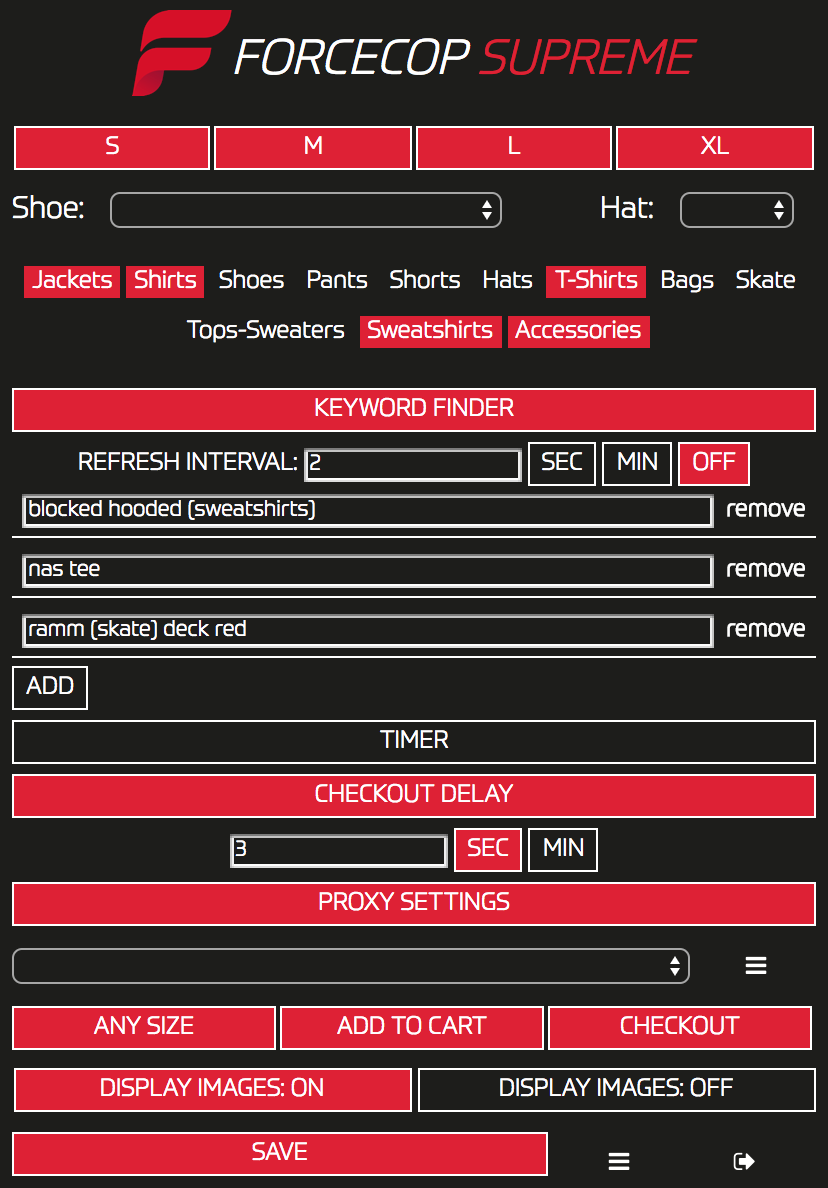 FORCECOP SUPREME
S M L XL
Shoe: Hat:
Jackets Shirts Shoes Pants Shorts Hats T-Shirts Bags Skate
Tops-Sweaters Sweatshirts Accessories
KEYWORD FINDER
REFRESH INTERVAL: 2 SEC MIN OFF
blocked hooded (sweatshirts) remove
nas tee remove
ramm (skate) deck red remove
ADD
TIMER
CHECKOUT DELAY
3 SEC MIN
PROXY SETTINGS
ANY SIZE ADD TO CART CHECKOUT
DISPLAY IMAGES: ON DISPLAY IMAGES: OFF
SAVE